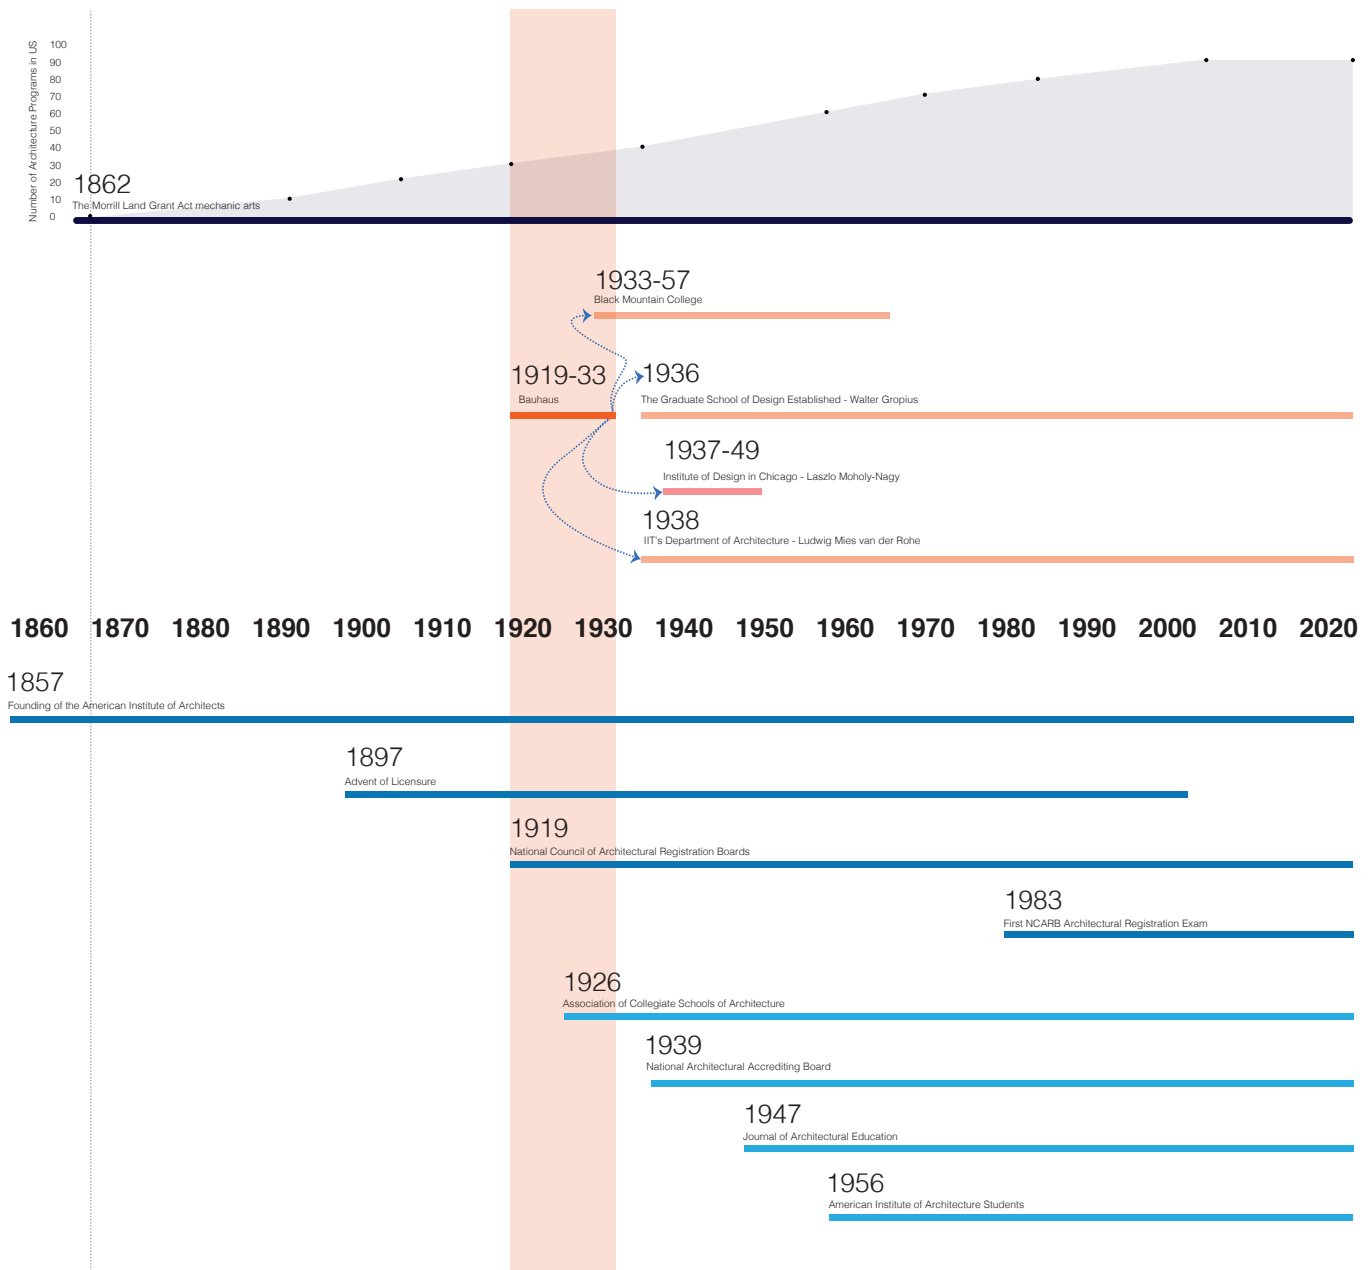 Number of Architecture Programs in US
100
90
80
70
60
50
40
30
20
10
0
1862
The Morrill Land Grant Act mechanic arts
1933-57
Black Mountain College
1919-33
Bauhaus
1936
The Graduate School of Design Established - Walter Gropius
1937-49
Institute of Design in Chicago - Laszlo Moholy-Nagy
1938
IIT's Department of Architecture - Ludwig Mies van der Rohe
1860 1870 1880 1890 1900 1910 1920 1930 1940 1950 1960 1970 1980 1990 2000 2010 2020
1857
Founding of the American Institute of Architects
1897
Advent of Licensure
1919
National Council of Architectural Registration Boards
1983
First NCARB Architectural Registration Exam
1926
Association of Collegiate Schools of Architecture
1939
National Architectural Accrediting Board
1947
Journal of Architectural Education
1956
American Institute of Architecture Students